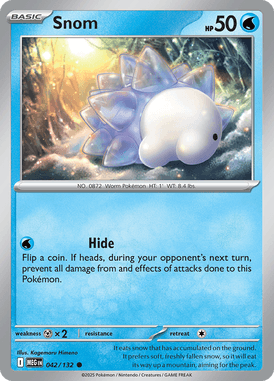 BASIC
Snom
HP 50
NO. 0872 Worm Pokémon HT: 1' WT: 8.4 lbs.
Hide
Flip a coin. If heads, during your opponent's next turn,
prevent all damage from and effects of attacks done to this
Pokémon.
weakness ×2 resistance retreat
Illus. Kagemaru Himeno
I MEG EN 042/132
It eats snow that has accumulated on the ground.
It prefers soft, freshly fallen snow, so it will eat
its way up a mountain, aiming for the peak.
©2025 Pokémon / Nintendo / Creatures / GAME FREAK